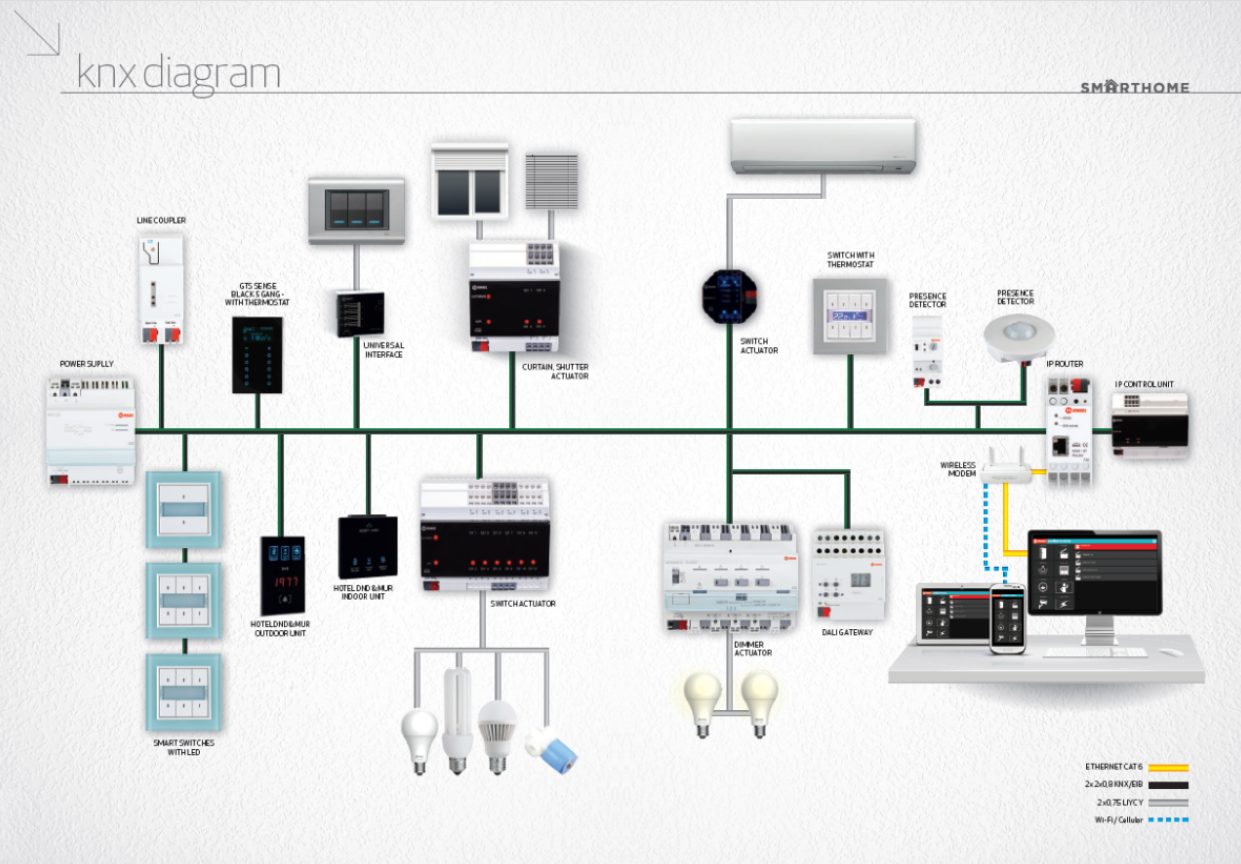 knx diagram
SMARTHOME
LINE COUPLER
GTS SENSE
BLACK 5 GANG -
WITH THERMOSTAT
POWER SUPLLY
UNIVERSAL
INTERFACE
CURTAIN, SHUTTER
ACTUATOR
SWITCH
ACTUATOR
SWITCH WITH
THERMOSTAT
PRESENCE
DETECTOR
PRESENCE
DETECTOR
IP ROUTER
IP CONTROL UNIT
WIRELESS
MODEM
SMART SWITCHES
WITH LED
1977
HOTEL DND & MUR
OUTDOOR UNIT
HOTEL DND & MUR
INDOOR UNIT
SWITCH ACTUATOR
DIMMER
ACTUATOR
DALI GATEWAY
ETHERNET CAT 6
2x2x0,8 KNX/EIB
2x0,75 LIYCY
Wi-Fi / Cellular